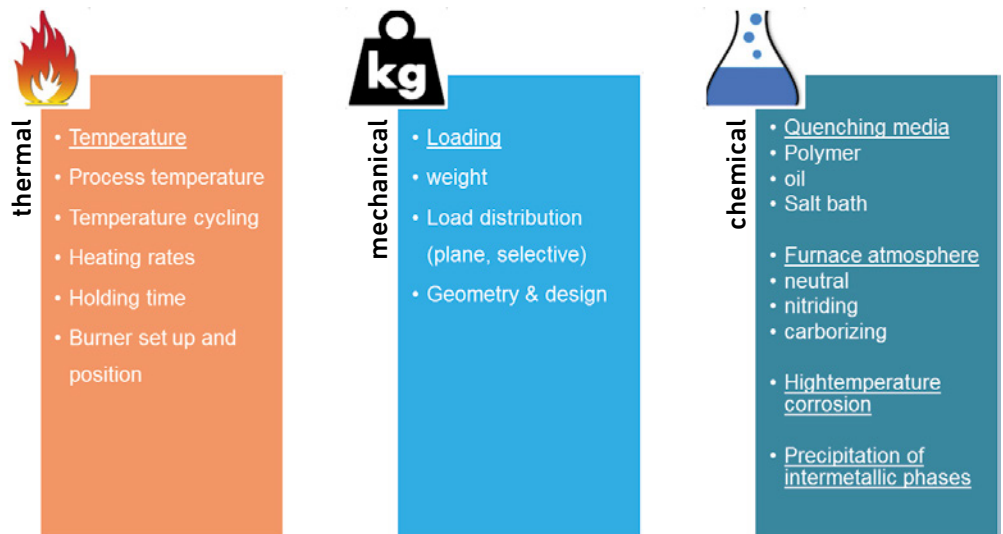 thermal
• Temperature
• Process temperature
• Temperature cycling
• Heating rates
• Holding time
• Burner set up and
position
kg
mechanical
• Loading
• weight
• Load distribution
(plane, selective)
• Geometry & design
chemical
• Quenching media
• Polymer
• oil
• Salt bath
• Furnace atmosphere
• neutral
• nitriding
• carborizing
• Hightemperature
corrosion
• Precipitation of
intermetallic phases